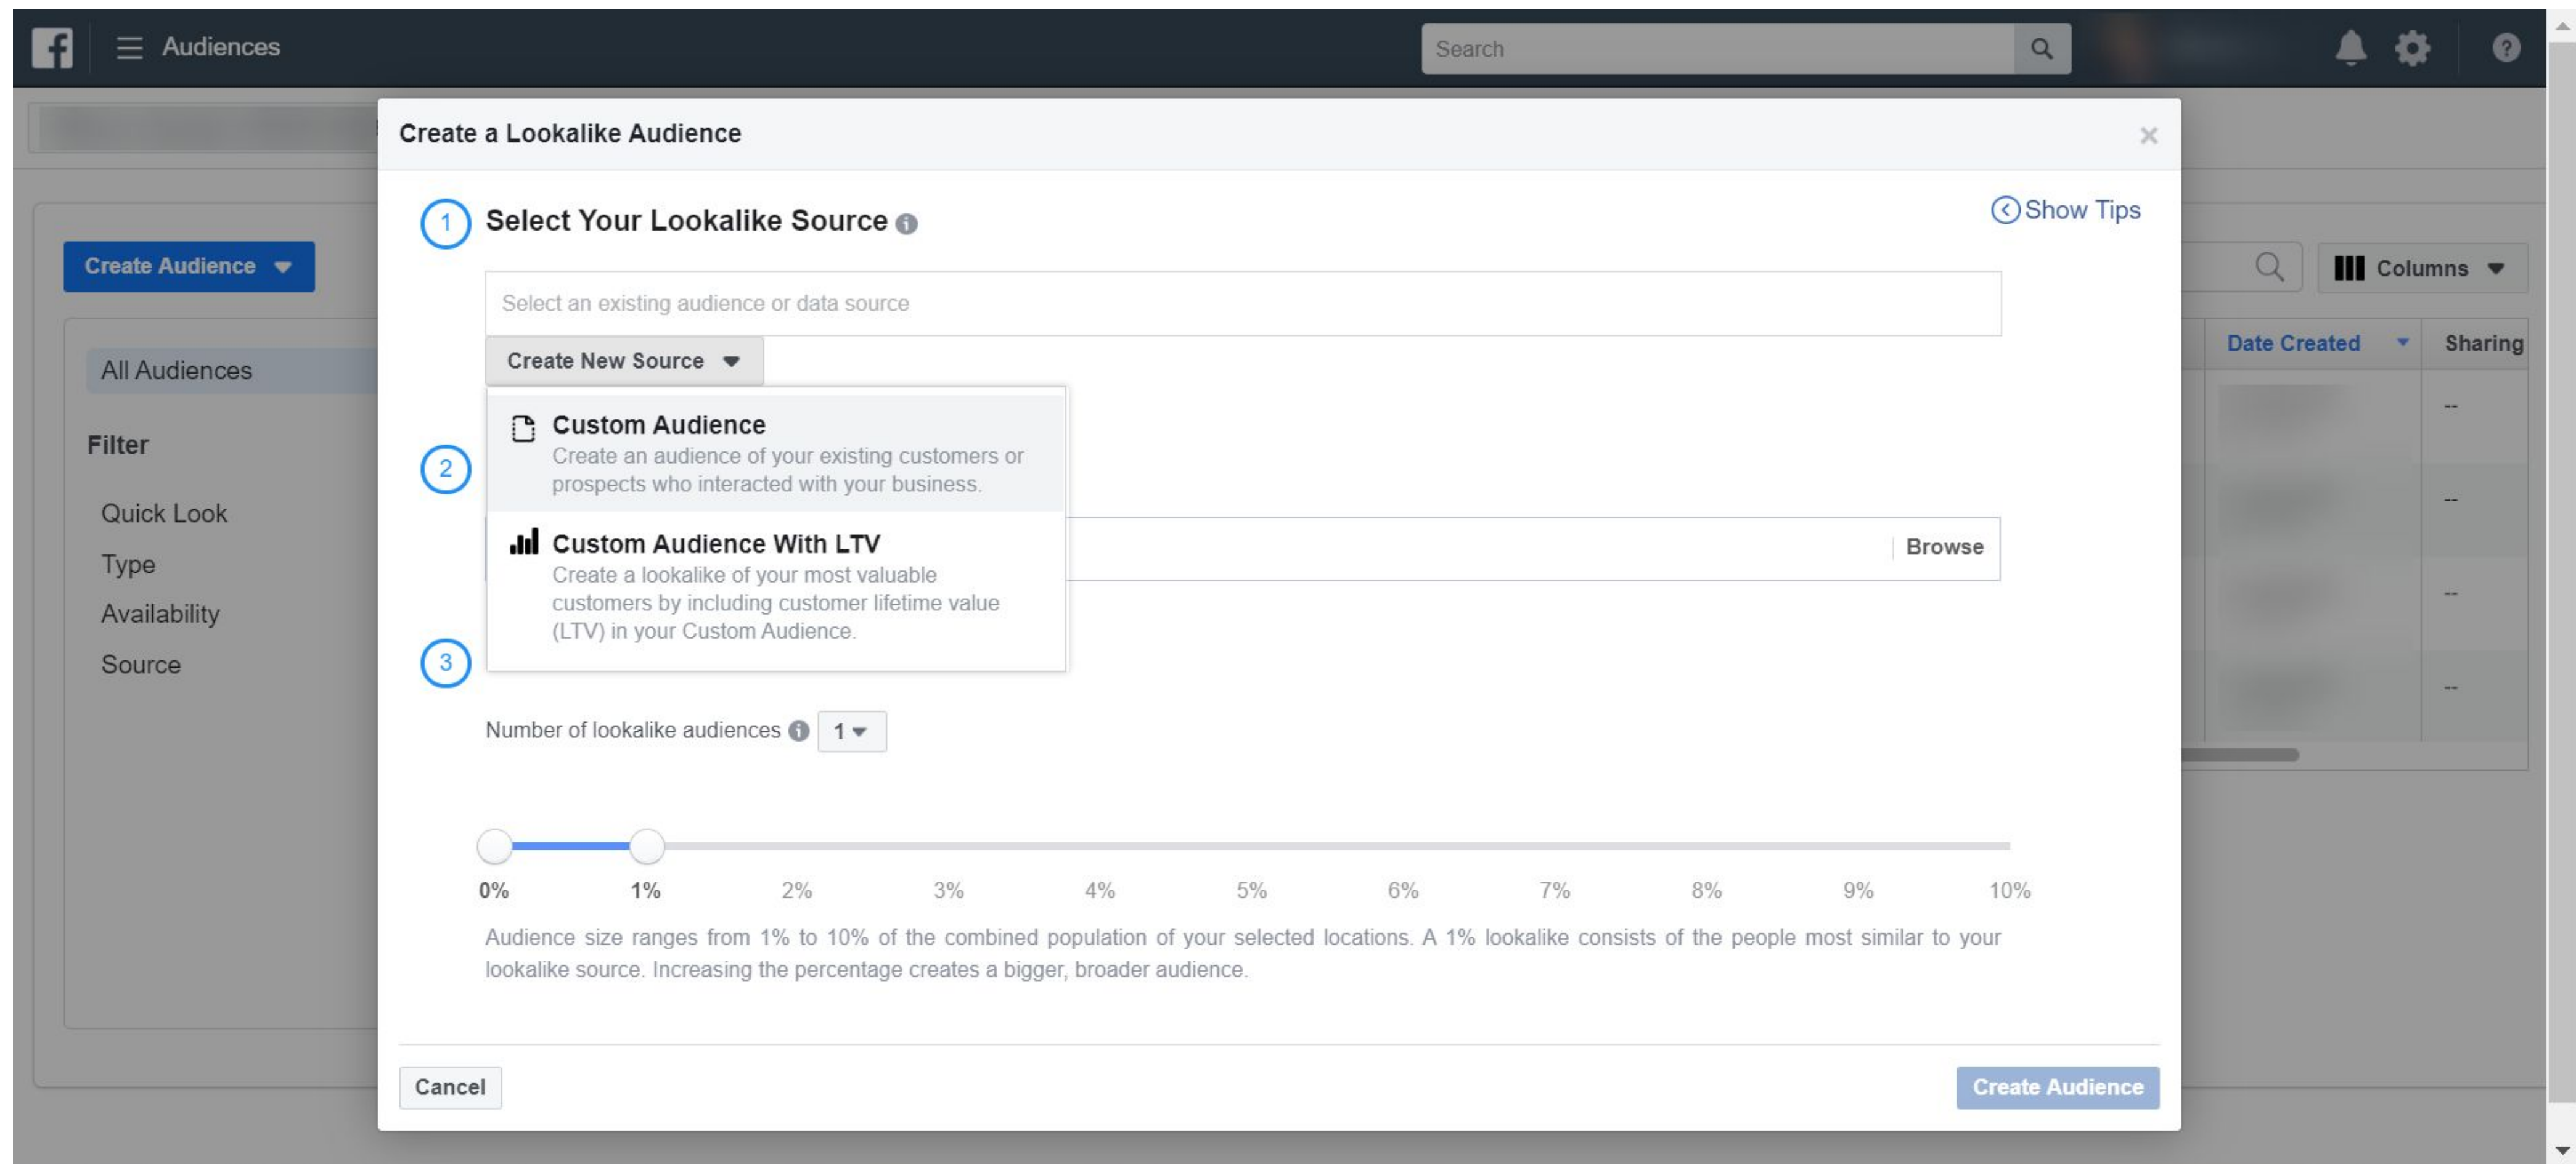 Audiences
Search
Create a Lookalike Audience
1 Select Your Lookalike Source
Show Tips
Create Audience
Select an existing audience or data source
Columns
Create New Source
Date Created
Sharing
All Audiences
Custom Audience
Create an audience of your existing customers or
prospects who interacted with your business.
--
Filter
2
Quick Look
--
Custom Audience With LTV
Create a lookalike of your most valuable
customers by including customer lifetime value
(LTV) in your Custom Audience.
Browse
Type
--
Availability
Source
3
--
Number of lookalike audiences 1
0% 1% 2% 3% 4% 5% 6% 7% 8% 9% 10%
Audience size ranges from 1% to 10% of the combined population of your selected locations. A 1% lookalike consists of the people most similar to your
lookalike source. Increasing the percentage creates a bigger, broader audience.
Cancel
Create Audience